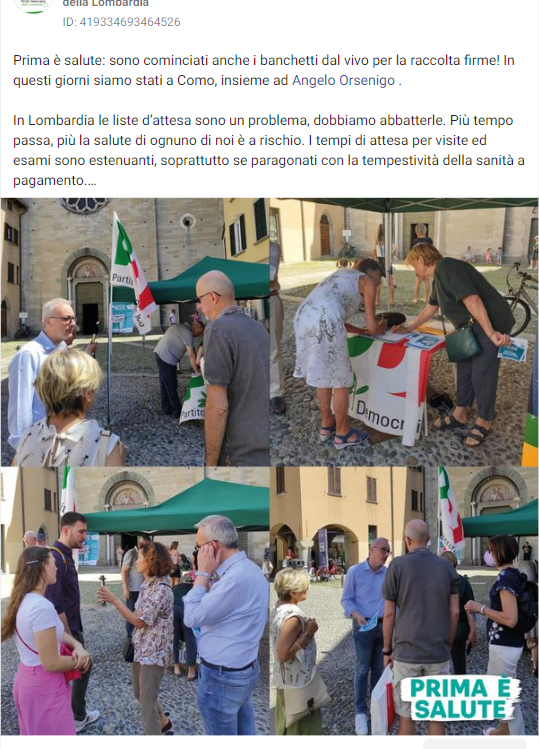 della Lombardia
ID: 419334693464526
Prima è salute: sono cominciati anche i banchetti dal vivo per la raccolta firme! In
questi giorni siamo stati a Como, insieme ad Angelo Orsenigo .
In Lombardia le liste d’attesa sono un problema, dobbiamo abbatterle. Più tempo
passa, più la salute di ognuno di noi è a rischio. I tempi di attesa per visite ed
esami sono estenuanti, soprattutto se paragonati con la tempestività della sanità a
pagamento....
Partito
Partito
Democr
PRIMA È
SALUTE